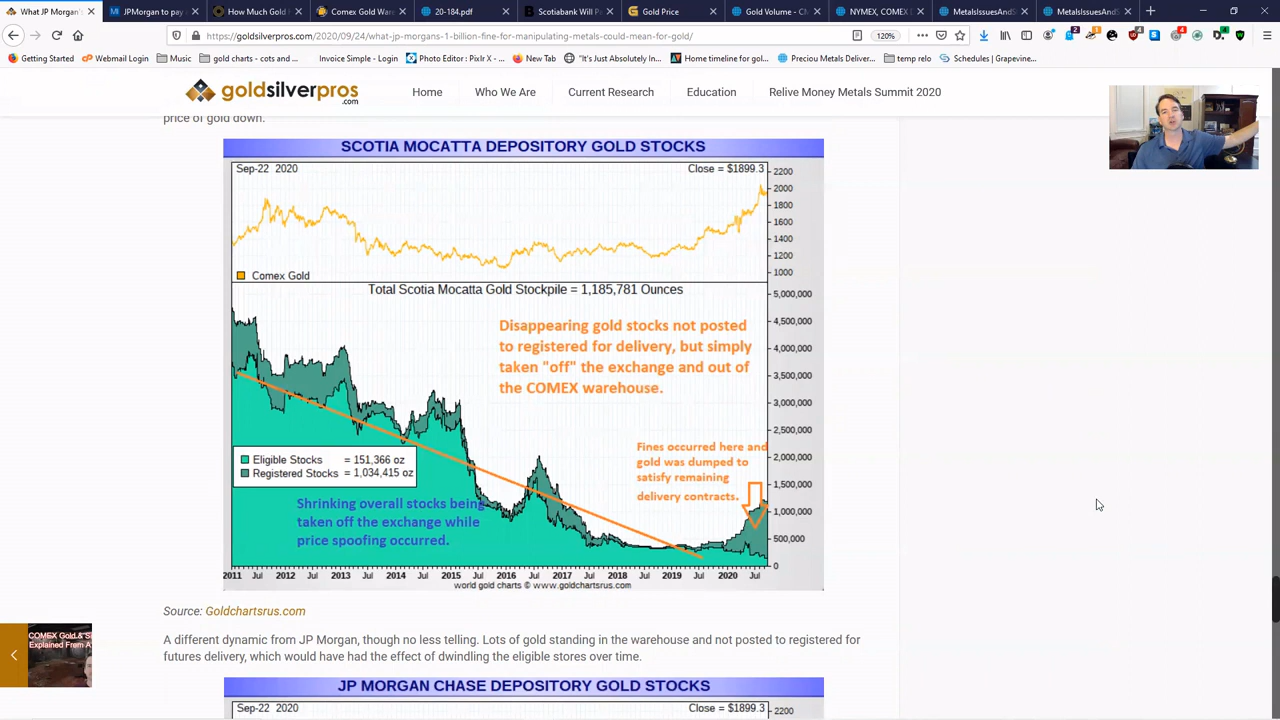 What JP Morgan's
JPMorgan to pay
How Much Gold
Comex Gold War
20-184.pdf
Scotiabank Will P
Gold Price
Gold Volume - CM
NYMEX, COMEX
MetalsIssuesAndS
MetalsIssuesAndS
https://goldsilverpros.com/2020/09/24/what-jp-morgans-1-billion-fine-for-manipulating-metals-could-mean-for-gold/
120%
Getting Started
Webmail Login
Music
gold charts - cots and ...
Invoice Simple - Login
Photo Editor : Pixlr X - ...
New Tab
"It's Just Absolutely In...
Home timeline for gol...
Preciou Metals Deliver...
temp relo
Schedules | Grapevine...
goldsilverpros
.com
Home
Who We Are
Current Research
Education
Relive Money Metals Summit 2020
price of gold down.
SCOTIA MOCATTA DEPOSITORY GOLD STOCKS
Sep-22 2020
Close = $1899.3
2200
2000
1800
1600
1400
1200
1000
Comex Gold
Total Scotia Mocatta Gold Stockpile = 1,185,781 Ounces
5,000,000
4,500,000
4,000,000
3,500,000
3,000,000
2,500,000
2,000,000
1,500,000
1,000,000
500,000
0
Disappearing gold stocks not posted
to registered for delivery, but simply
taken "off" the exchange and out of
the COMEX warehouse.
Fines occurred here and
gold was dumped to
satisfy remaining
delivery contracts.
Eligible Stocks = 151,366 oz
Registered Stocks = 1,034,415 oz
Shrinking overall stocks being
taken off the exchange while
price spoofing occurred.
2011 Jul 2012 Jul 2013 Jul 2014 Jul 2015 Jul 2016 Jul 2017 Jul 2018 Jul 2019 Jul 2020 Jul
world gold charts © www.goldchartsrus.com
Source: Goldchartsrus.com
COMEX Gold & S
Explained From A
A different dynamic from JP Morgan, though no less telling. Lots of gold standing in the warehouse and not posted to registered for
futures delivery, which would have had the effect of dwindling the eligible stores over time.
JP MORGAN CHASE DEPOSITORY GOLD STOCKS
Sep-22 2020
Close = $1899.3
2200